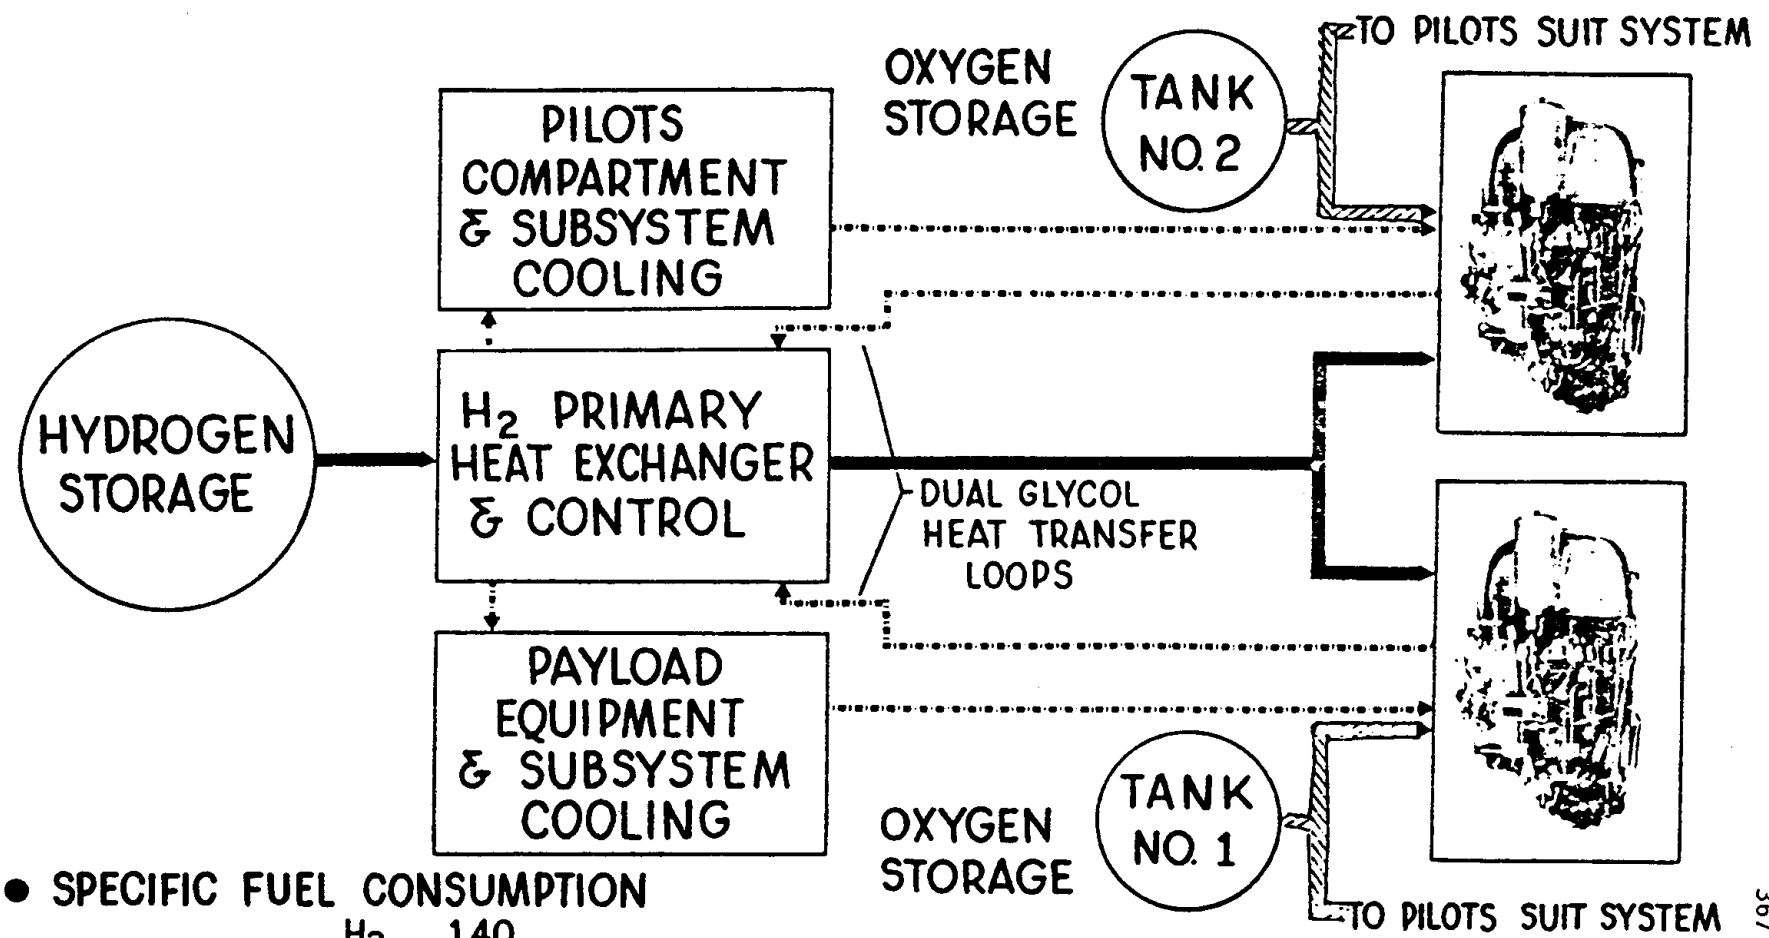 TO PILOTS SUIT SYSTEM
OXYGEN
STORAGE
TANK
NO. 2
PILOTS
COMPARTMENT
& SUBSYSTEM
COOLING
HYDROGEN
STORAGE
H2 PRIMARY
HEAT EXCHANGER
& CONTROL
DUAL GLYCOL
HEAT TRANSFER
LOOPS
PAYLOAD
EQUIPMENT
& SUBSYSTEM
COOLING
OXYGEN
STORAGE
TANK
NO. 1
TO PILOTS SUIT SYSTEM
● SPECIFIC FUEL CONSUMPTION